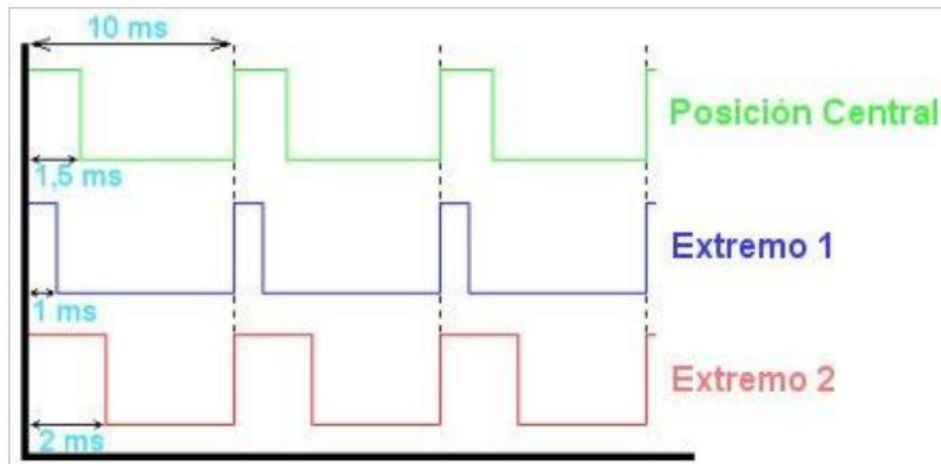 10 ms
Posición Central
1,5 ms
Extremo 1
1 ms
Extremo 2
2 ms